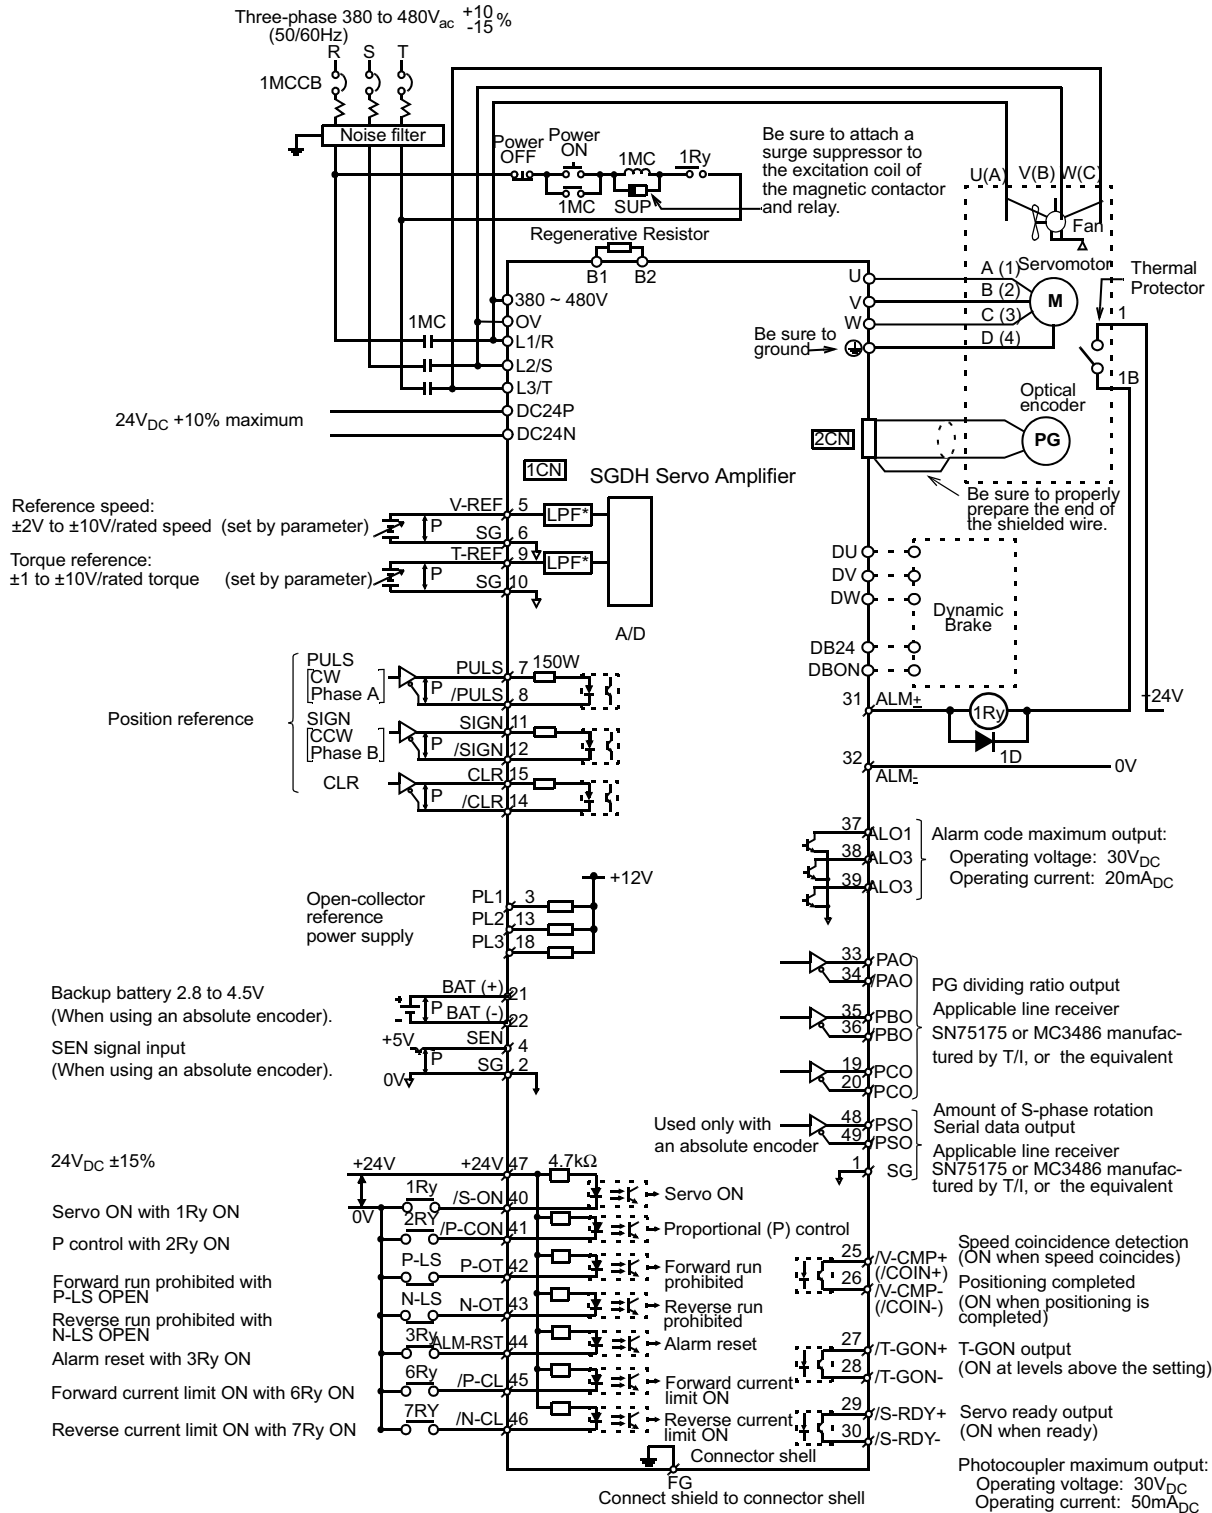 Three-phase 380 to 480Vac +10 -15 %
(50/60Hz)
R S T
1MCCB
Noise filter
Power OFF
Power ON
1MC
1Ry
1MC
SUP
Be sure to attach a
surge suppressor to
the excitation coil of
the magnetic contactor
and relay.
U(A) V(B) W(C)
Fan
Regenerative Resistor
B1 B2
380 ~ 480V
OV
1MC
L1/R
L2/S
L3/T
DC24P
DC24N
24VDC +10% maximum
U
V
W
A (1)
B (2)
C (3)
D (4)
Servomotor
M
Thermal
Protector
1
1B
Be sure to
ground
Optical
encoder
PG
2CN
Be sure to properly
prepare the end of
the shielded wire.
1CN
SGDH Servo Amplifier
Reference speed:
±2V to ±10V/rated speed (set by parameter)
Torque reference:
±1 to ±10V/rated torque (set by parameter)
P
P
V-REF 5
SG 6
T-REF 9
SG 10
LPF*
LPF*
A/D
DU
DV
DW
DB24
DBON
Dynamic
Brake
31 ALM+
1Ry
1D
+24V
32
ALM-
0V
Position reference
PULS
CW
Phase A
SIGN
CCW
Phase B
CLR
P
P
P
PULS 7
150W
/PULS 8
SIGN 11
/SIGN 12
CLR 15
/CLR 14
37 ALO1
38 ALO3
39 ALO3
Alarm code maximum output:
Operating voltage: 30VDC
Operating current: 20mADC
Open-collector
reference
power supply
PL1 3
PL2 13
PL3 18
+12V
33 PAO
34 /PAO
35 PBO
36 /PBO
19 PCO
20 /PCO
PG dividing ratio output
Applicable line receiver
SN75175 or MC3486 manufac-
tured by T/I, or the equivalent
Backup battery 2.8 to 4.5V
(When using an absolute encoder).
SEN signal input
(When using an absolute encoder).
+
-
P
BAT (+) 21
BAT (-) 22
+5V
SEN 4
P
SG 2
0V
Used only with
an absolute encoder
48 PSO
49 /PSO
1 SG
Amount of S-phase rotation
Serial data output
Applicable line receiver
SN75175 or MC3486 manufac-
tured by T/I, or the equivalent
24VDC ±15%
+24V
+24V 47
4.7kΩ
0V
Servo ON with 1Ry ON
1Ry
/S-ON 40
Servo ON
P control with 2Ry ON
2RY
/P-CON 41
Proportional (P) control
Forward run prohibited with
P-LS OPEN
P-LS
P-OT 42
Forward run
prohibited
Reverse run prohibited with
N-LS OPEN
N-LS
N-OT 43
Reverse run
prohibited
Alarm reset with 3Ry ON
3Ry
ALM-RST 44
Alarm reset
Forward current limit ON with 6Ry ON
6Ry
/P-CL 45
Forward current
limit ON
Reverse current limit ON with 7Ry ON
7RY
/N-CL 46
Reverse current
limit ON
25 /V-CMP+
(/COIN+)
26 /V-CMP-
(/COIN-)
Speed coincidence detection
(ON when speed coincides)
Positioning completed
(ON when positioning is
completed)
27 /T-GON+
28 /T-GON-
T-GON output
(ON at levels above the setting)
29 /S-RDY+
30 /S-RDY-
Servo ready output
(ON when ready)
Connector shell
FG
Connect shield to connector shell
Photocoupler maximum output:
Operating voltage: 30VDC
Operating current: 50mADC